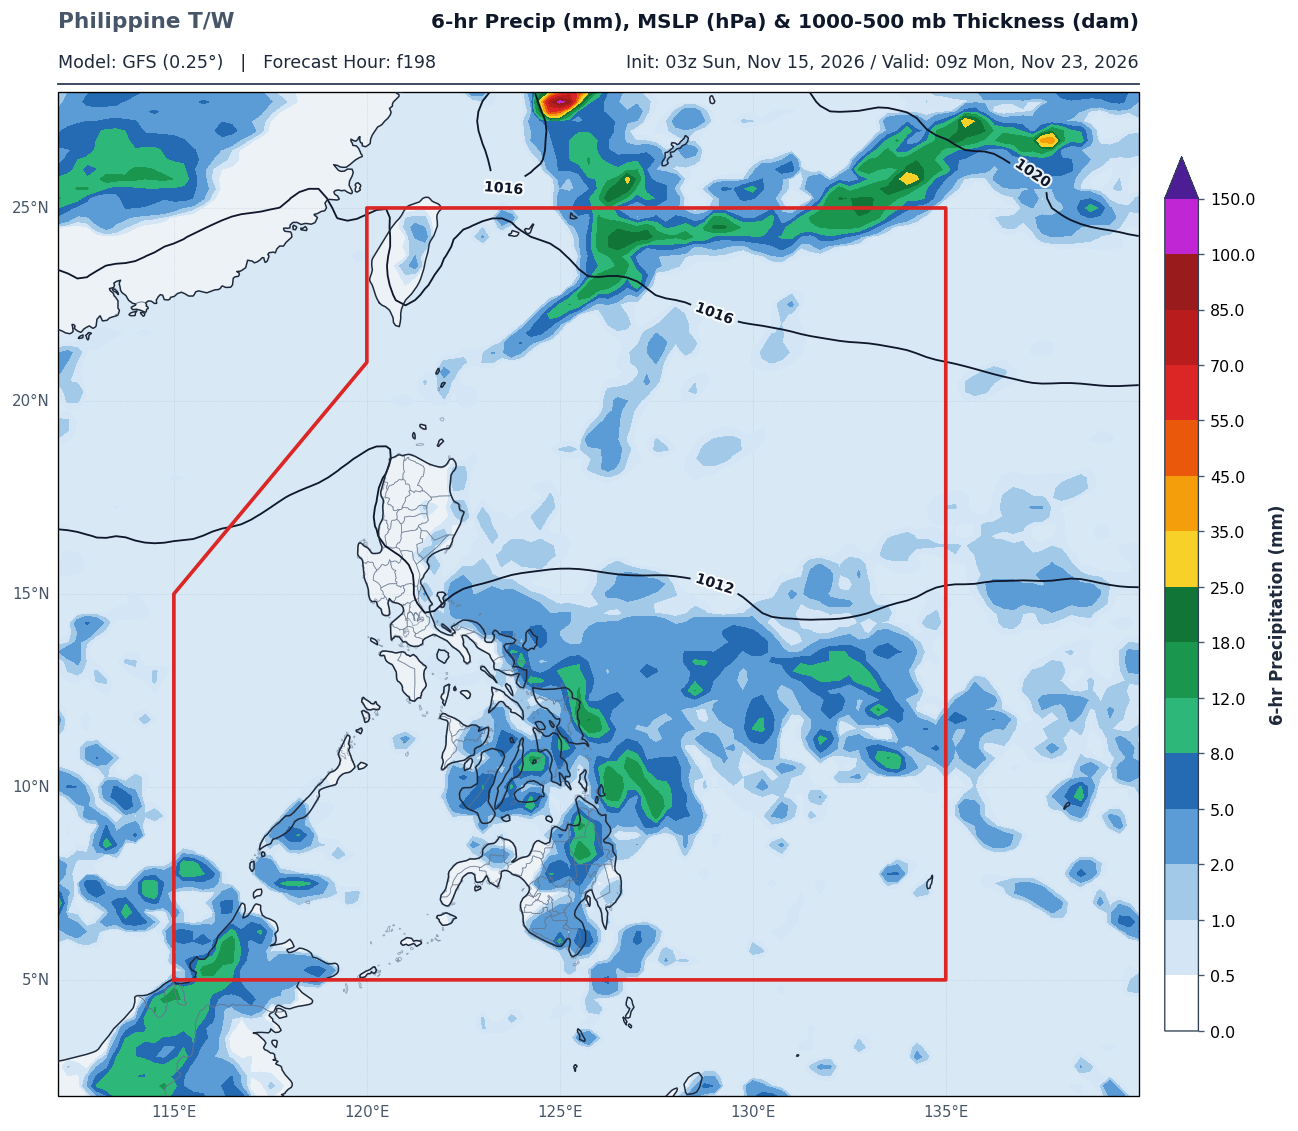 Philippine T/W
6-hr Precip (mm), MSLP (hPa) & 1000-500 mb Thickness (dam)
Model: GFS (0.25°) | Forecast Hour: f198
Init: 03z Sun, Nov 15, 2026 / Valid: 09z Mon, Nov 23, 2026
1016
1020
1016
1012
25°N
20°N
15°N
10°N
5°N
115°E
120°E
125°E
130°E
135°E
150.0
100.0
85.0
70.0
55.0
45.0
35.0
25.0
18.0
12.0
8.0
5.0
2.0
1.0
0.5
0.0
6-hr Precipitation (mm)